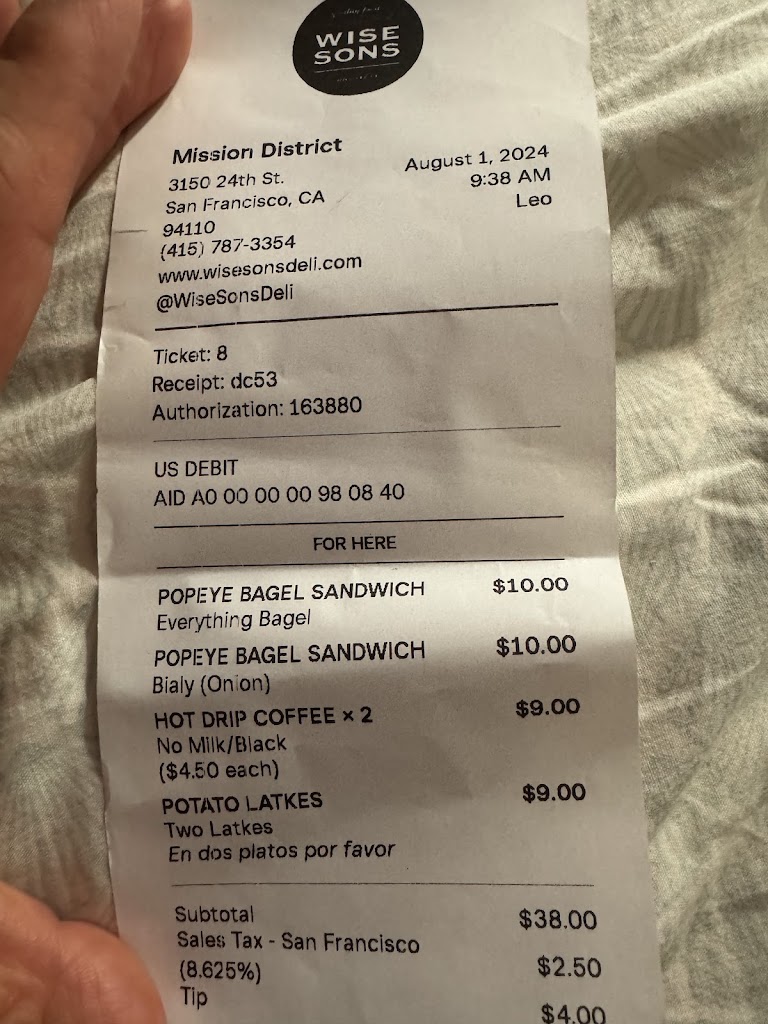 WISE
SONS
Mission District
3150 24th St.
San Francisco, CA
94110
(415) 787-3354
www.wisesonsdeli.com
@WiseSonsDeli
August 1, 2024
9:38 AM
Leo
Ticket: 8
Receipt: dc53
Authorization: 163880
US DEBIT
AID A0 00 00 00 98 08 40
FOR HERE
POPEYE BAGEL SANDWICH $10.00
Everything Bagel
POPEYE BAGEL SANDWICH $10.00
Bialy (Onion)
HOT DRIP COFFEE × 2 $9.00
No Milk/Black
($4.50 each)
POTATO LATKES $9.00
Two Latkes
En dos platos por favor
Subtotal $38.00
Sales Tax - San Francisco
(8.625%) $2.50
Tip $4.00